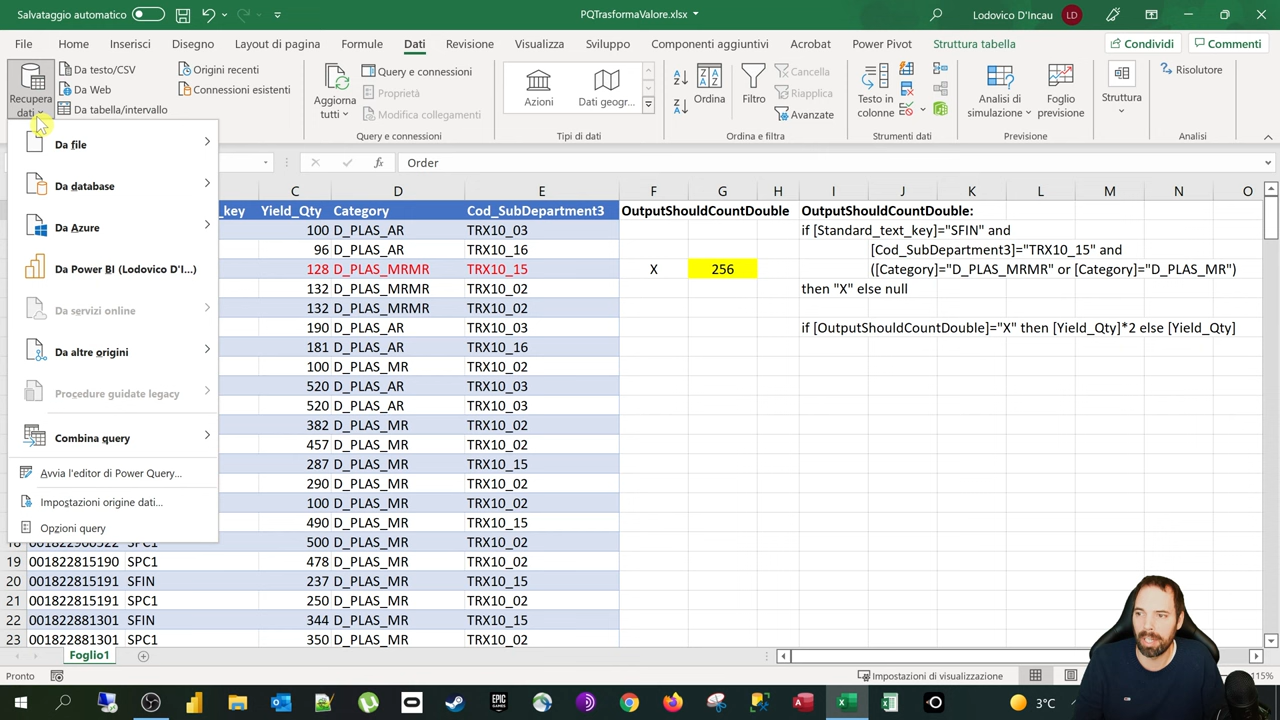 Salvataggio automatico
PQTrasformaValore.xlsx
Lodovico D'Incau
LD
File
Home
Inserisci
Disegno
Layout di pagina
Formule
Dati
Revisione
Visualizza
Sviluppo
Componenti aggiuntivi
Acrobat
Power Pivot
Struttura tabella
Condividi
Commenti
Recupera dati
Da testo/CSV
Da Web
Da tabella/intervallo
Origini recenti
Connessioni esistenti
Aggiorna tutti
Query e connessioni
Proprietà
Modifica collegamenti
Query e connessioni
Azioni
Dati geogr...
Tipi di dati
Ordina
Filtro
Cancella
Riapplica
Avanzate
Ordina e filtra
Testo in colonne
Strumenti dati
Analisi di simulazione
Foglio previsione
Previsione
Struttura
Risolutore
Analisi
Da file
Da database
Da Azure
Da Power BI (Lodovico D'I...)
Da servizi online
Da altre origini
Procedure guidate legacy
Combina query
Avvia l'editor di Power Query...
Impostazioni origine dati...
Opzioni query
fx Order
C D E F G H I J K L M N O
_key Yield_Qty Category Cod_SubDepartment3 OutputShouldCountDouble OutputShouldCountDouble:
100 D_PLAS_AR TRX10_03 if [Standard_text_key]="SFIN" and
96 D_PLAS_AR TRX10_16 [Cod_SubDepartment3]="TRX10_15" and
128 D_PLAS_MRMR TRX10_15 X 256 ([Category]="D_PLAS_MRMR" or [Category]="D_PLAS_MR")
132 D_PLAS_MRMR TRX10_02 then "X" else null
132 D_PLAS_MRMR TRX10_02
190 D_PLAS_AR TRX10_03 if [OutputShouldCountDouble]="X" then [Yield_Qty]*2 else [Yield_Qty]
181 D_PLAS_AR TRX10_16
100 D_PLAS_MR TRX10_02
520 D_PLAS_AR TRX10_03
520 D_PLAS_AR TRX10_03
382 D_PLAS_MR TRX10_02
457 D_PLAS_MR TRX10_02
287 D_PLAS_MR TRX10_15
290 D_PLAS_MR TRX10_02
100 D_PLAS_MR TRX10_02
490 D_PLAS_MR TRX10_15
500 D_PLAS_MR TRX10_02
19 001822815190 SPC1 478 D_PLAS_MR TRX10_02
20 001822815191 SFIN 237 D_PLAS_MR TRX10_15
21 001822815191 SPC1 250 D_PLAS_MR TRX10_02
22 001822881301 SFIN 344 D_PLAS_MR TRX10_15
23 001822881301 SPC1 350 D_PLAS_MR TRX10_02
Foglio1
Pronto
Impostazioni di visualizzazione
115%
EPIC GAMES
3°C